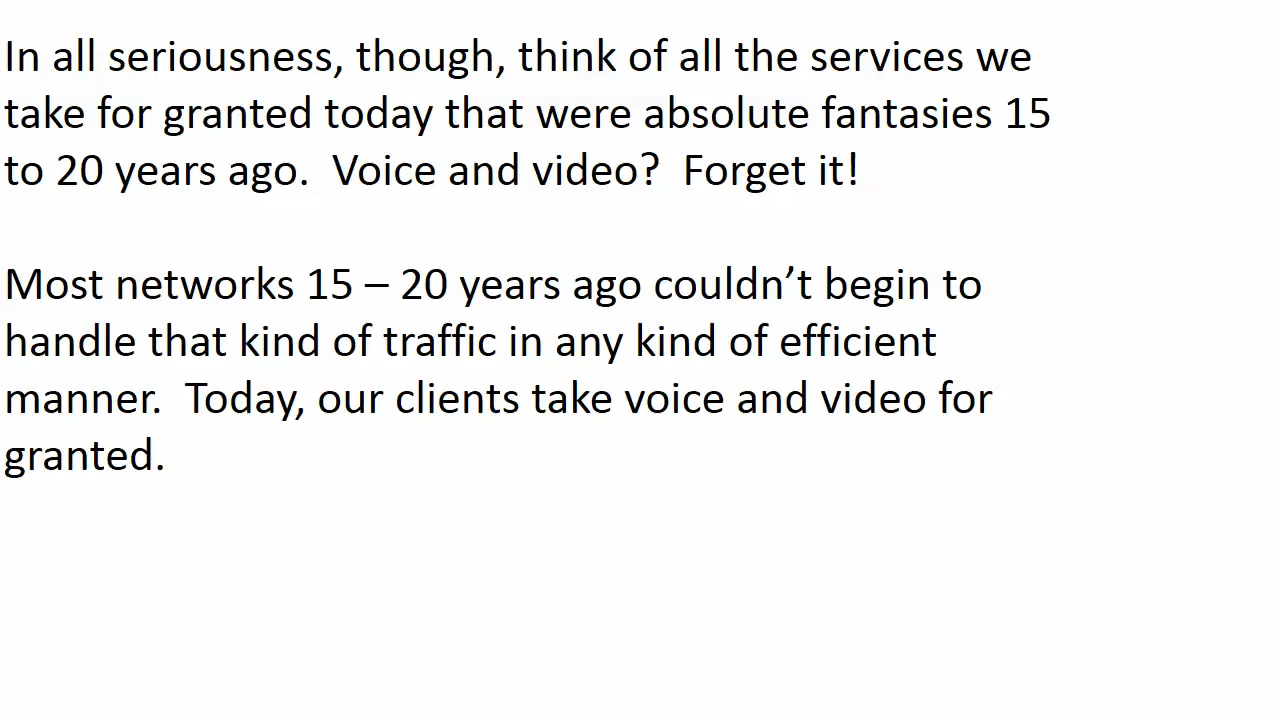 In all seriousness, though, think of all the services we
take for granted today that were absolute fantasies 15
to 20 years ago.  Voice and video?  Forget it!
Most networks 15 – 20 years ago couldn’t begin to
handle that kind of traffic in any kind of efficient
manner.  Today, our clients take voice and video for
granted.